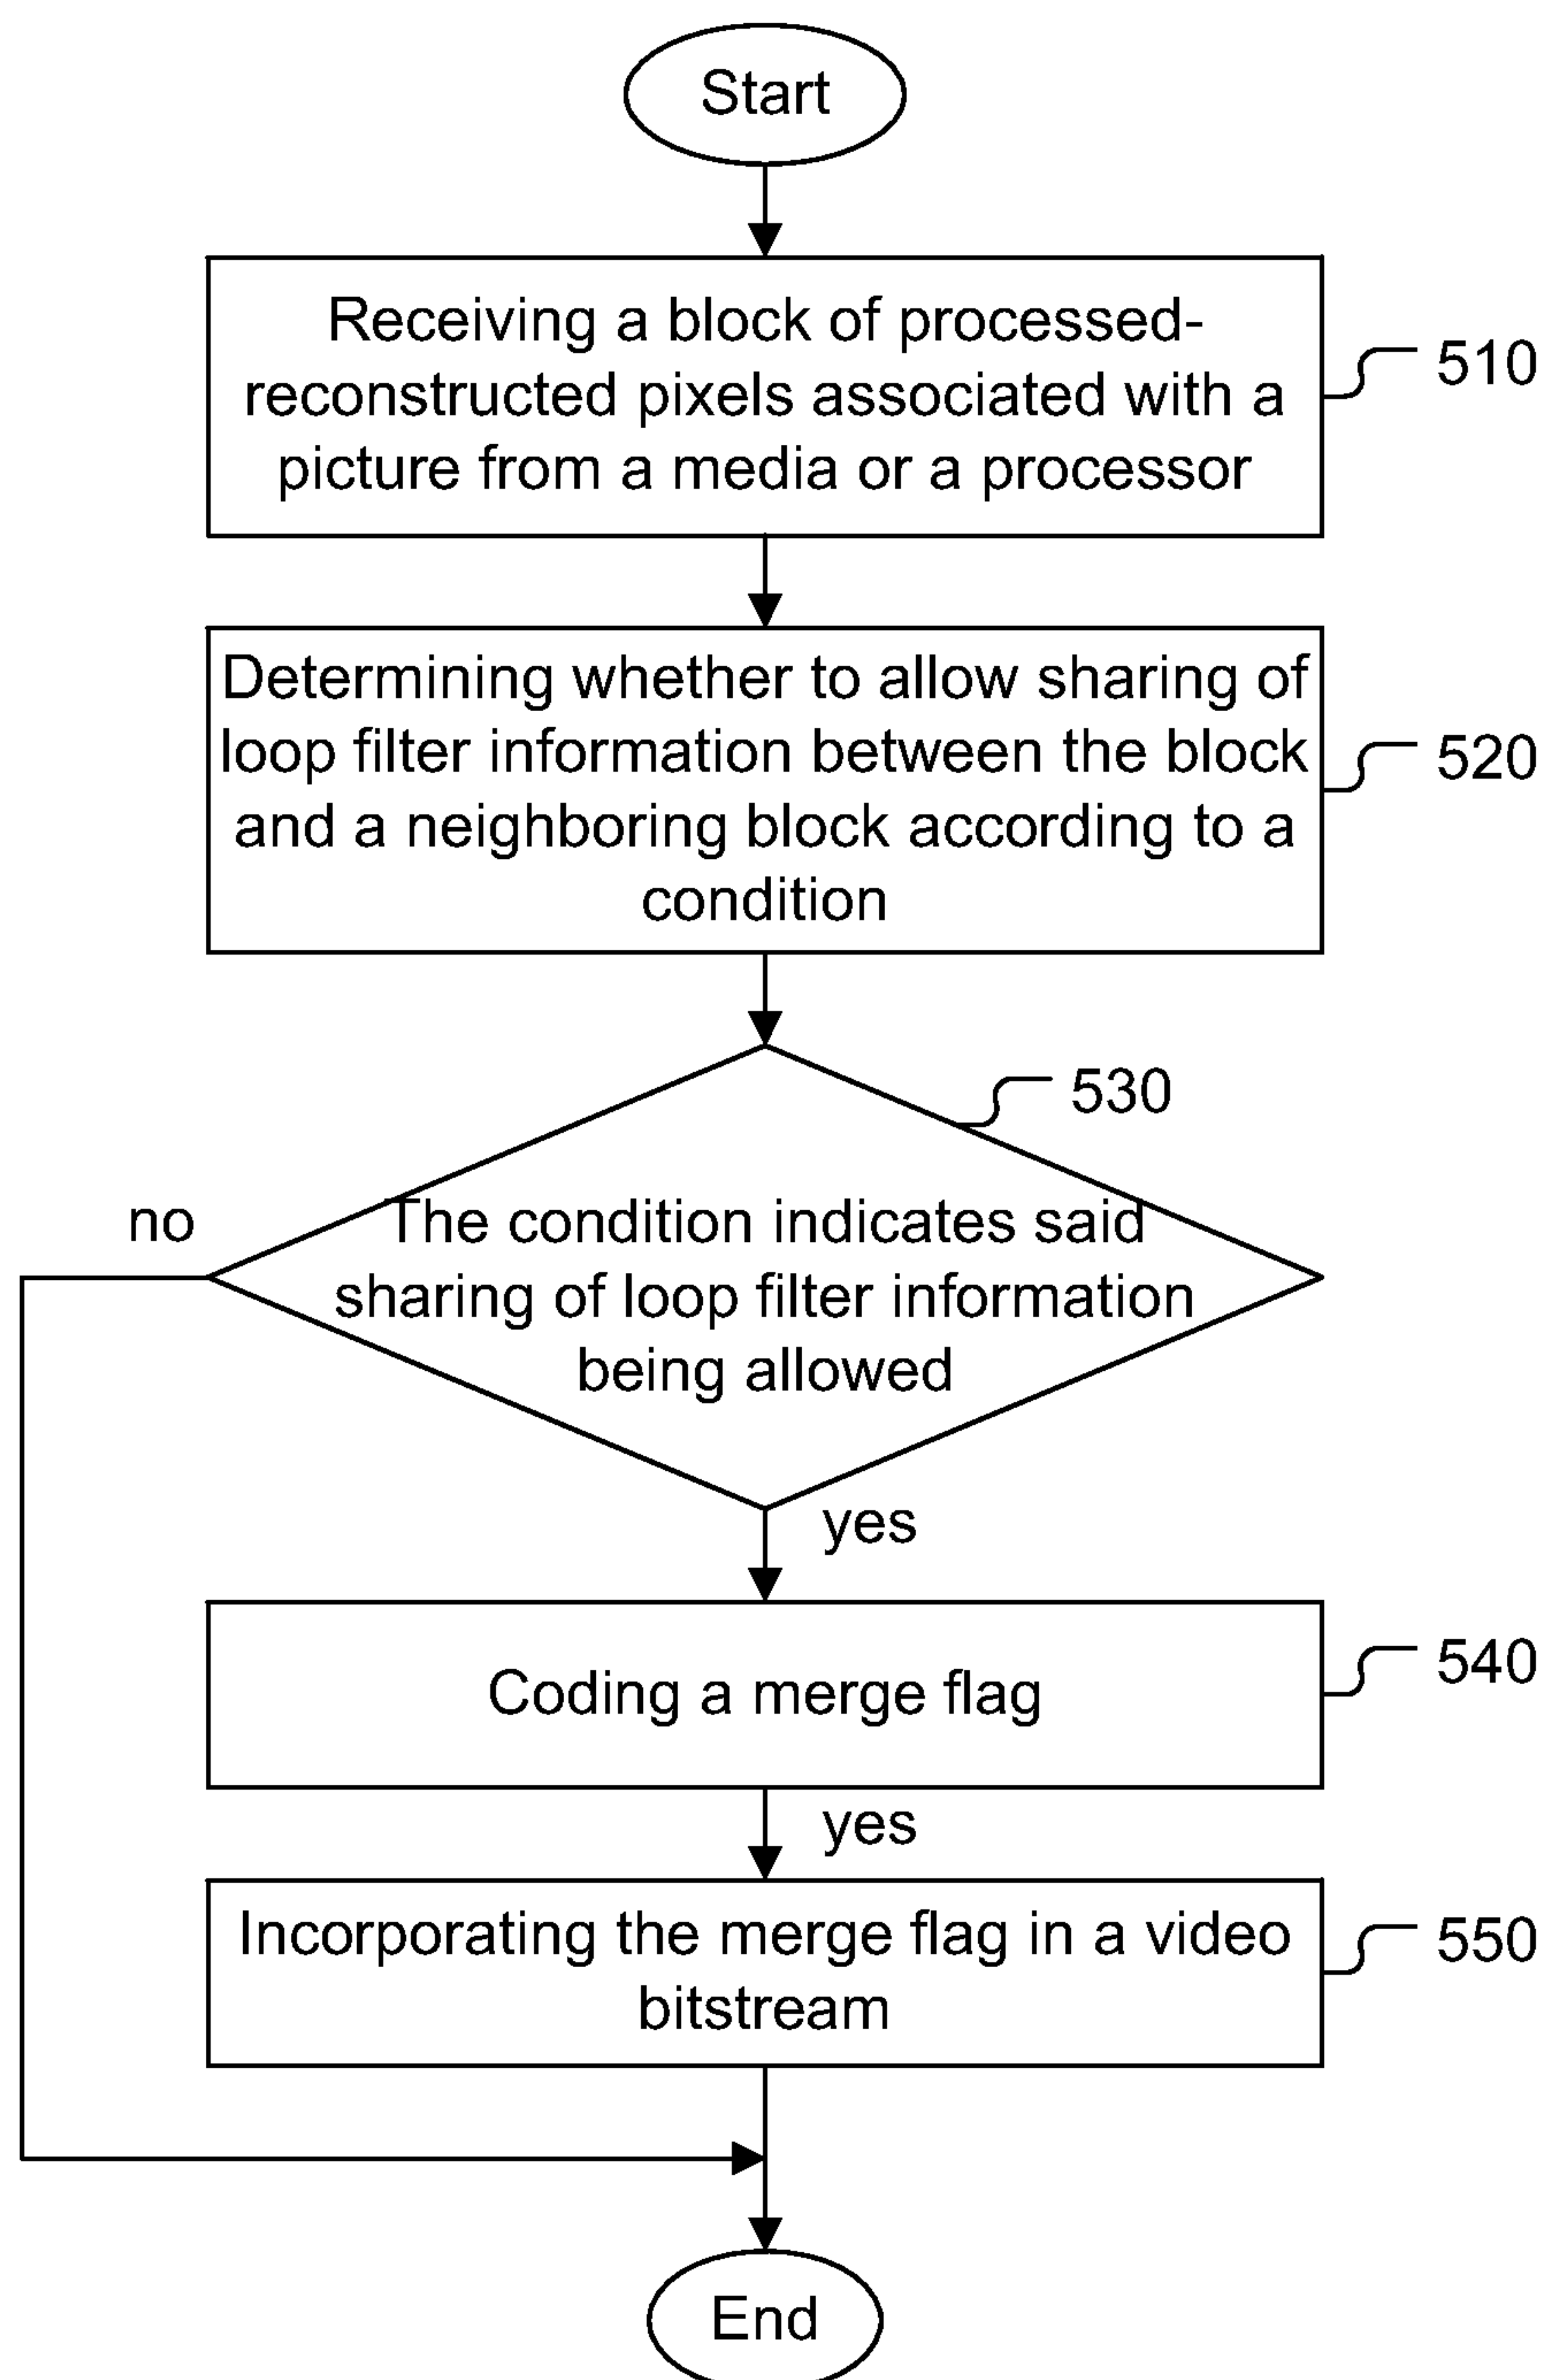 Start
Receiving a block of processed-
reconstructed pixels associated with a
picture from a media or a processor
510
Determining whether to allow sharing of
loop filter information between the block
and a neighboring block according to a
condition
520
530
no
The condition indicates said
sharing of loop filter information
being allowed
yes
Coding a merge flag
540
yes
Incorporating the merge flag in a video
bitstream
550
End